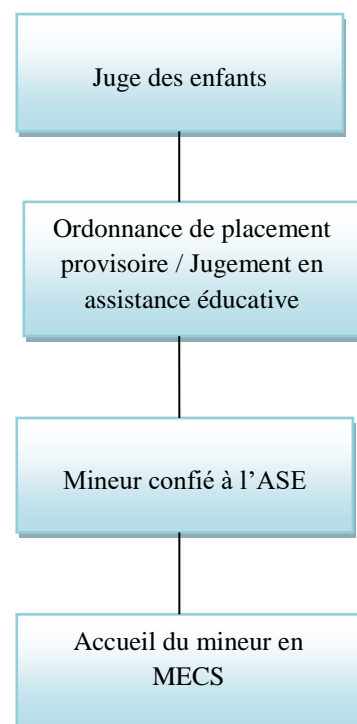 Juge des enfants
Ordonnance de placement
provisoire / Jugement en
assistance éducative
Mineur confié à l’ASE
Accueil du mineur en
MECS